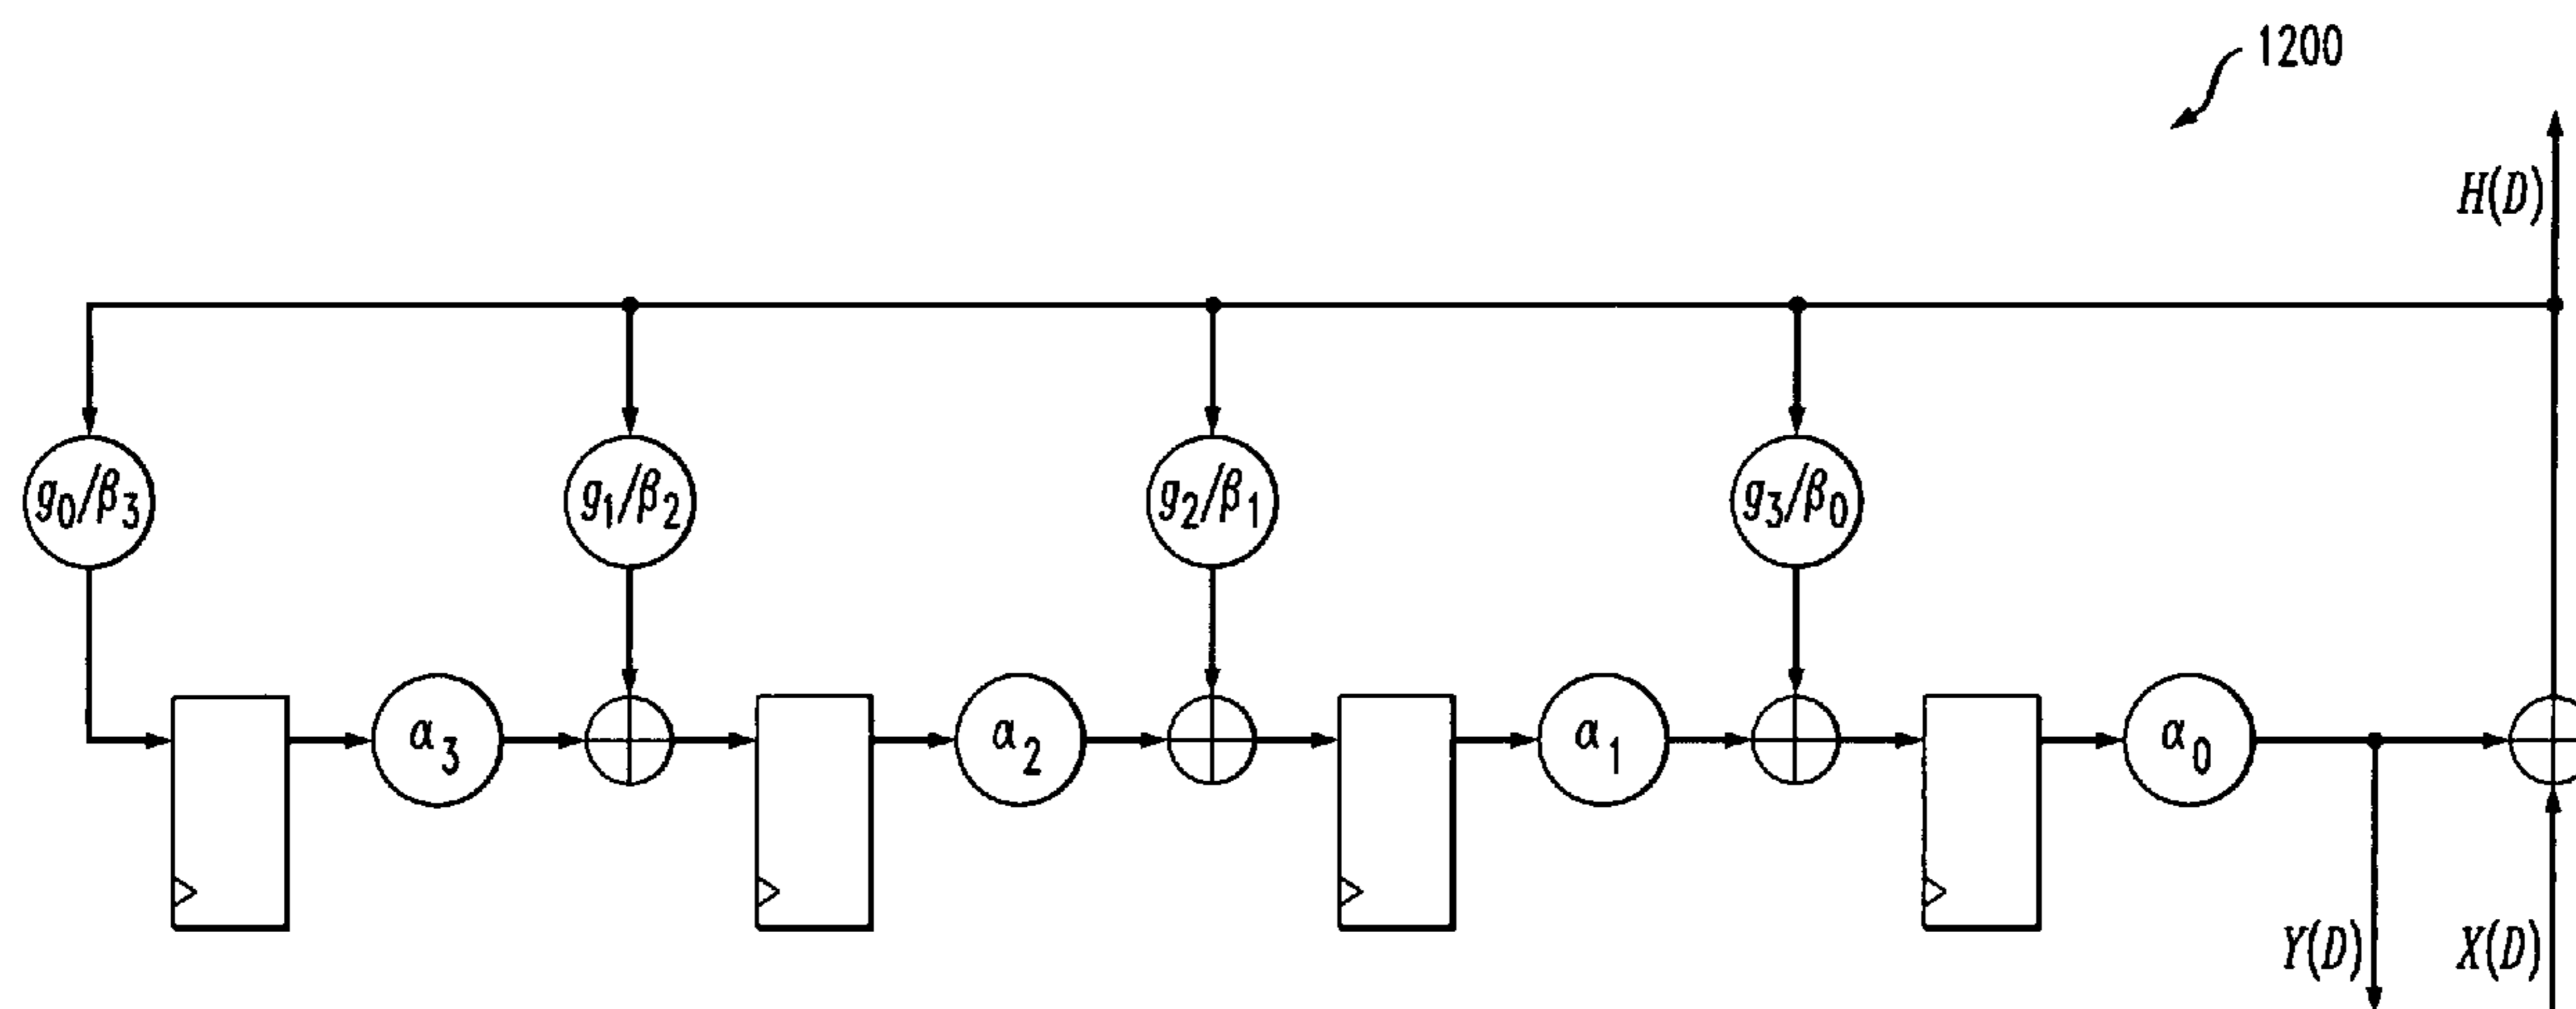 1200
H(D)
g₀/β₃
g₁/β₂
g₂/β₁
g₃/β₀
α₃
α₂
α₁
α₀
Y(D)
X(D)